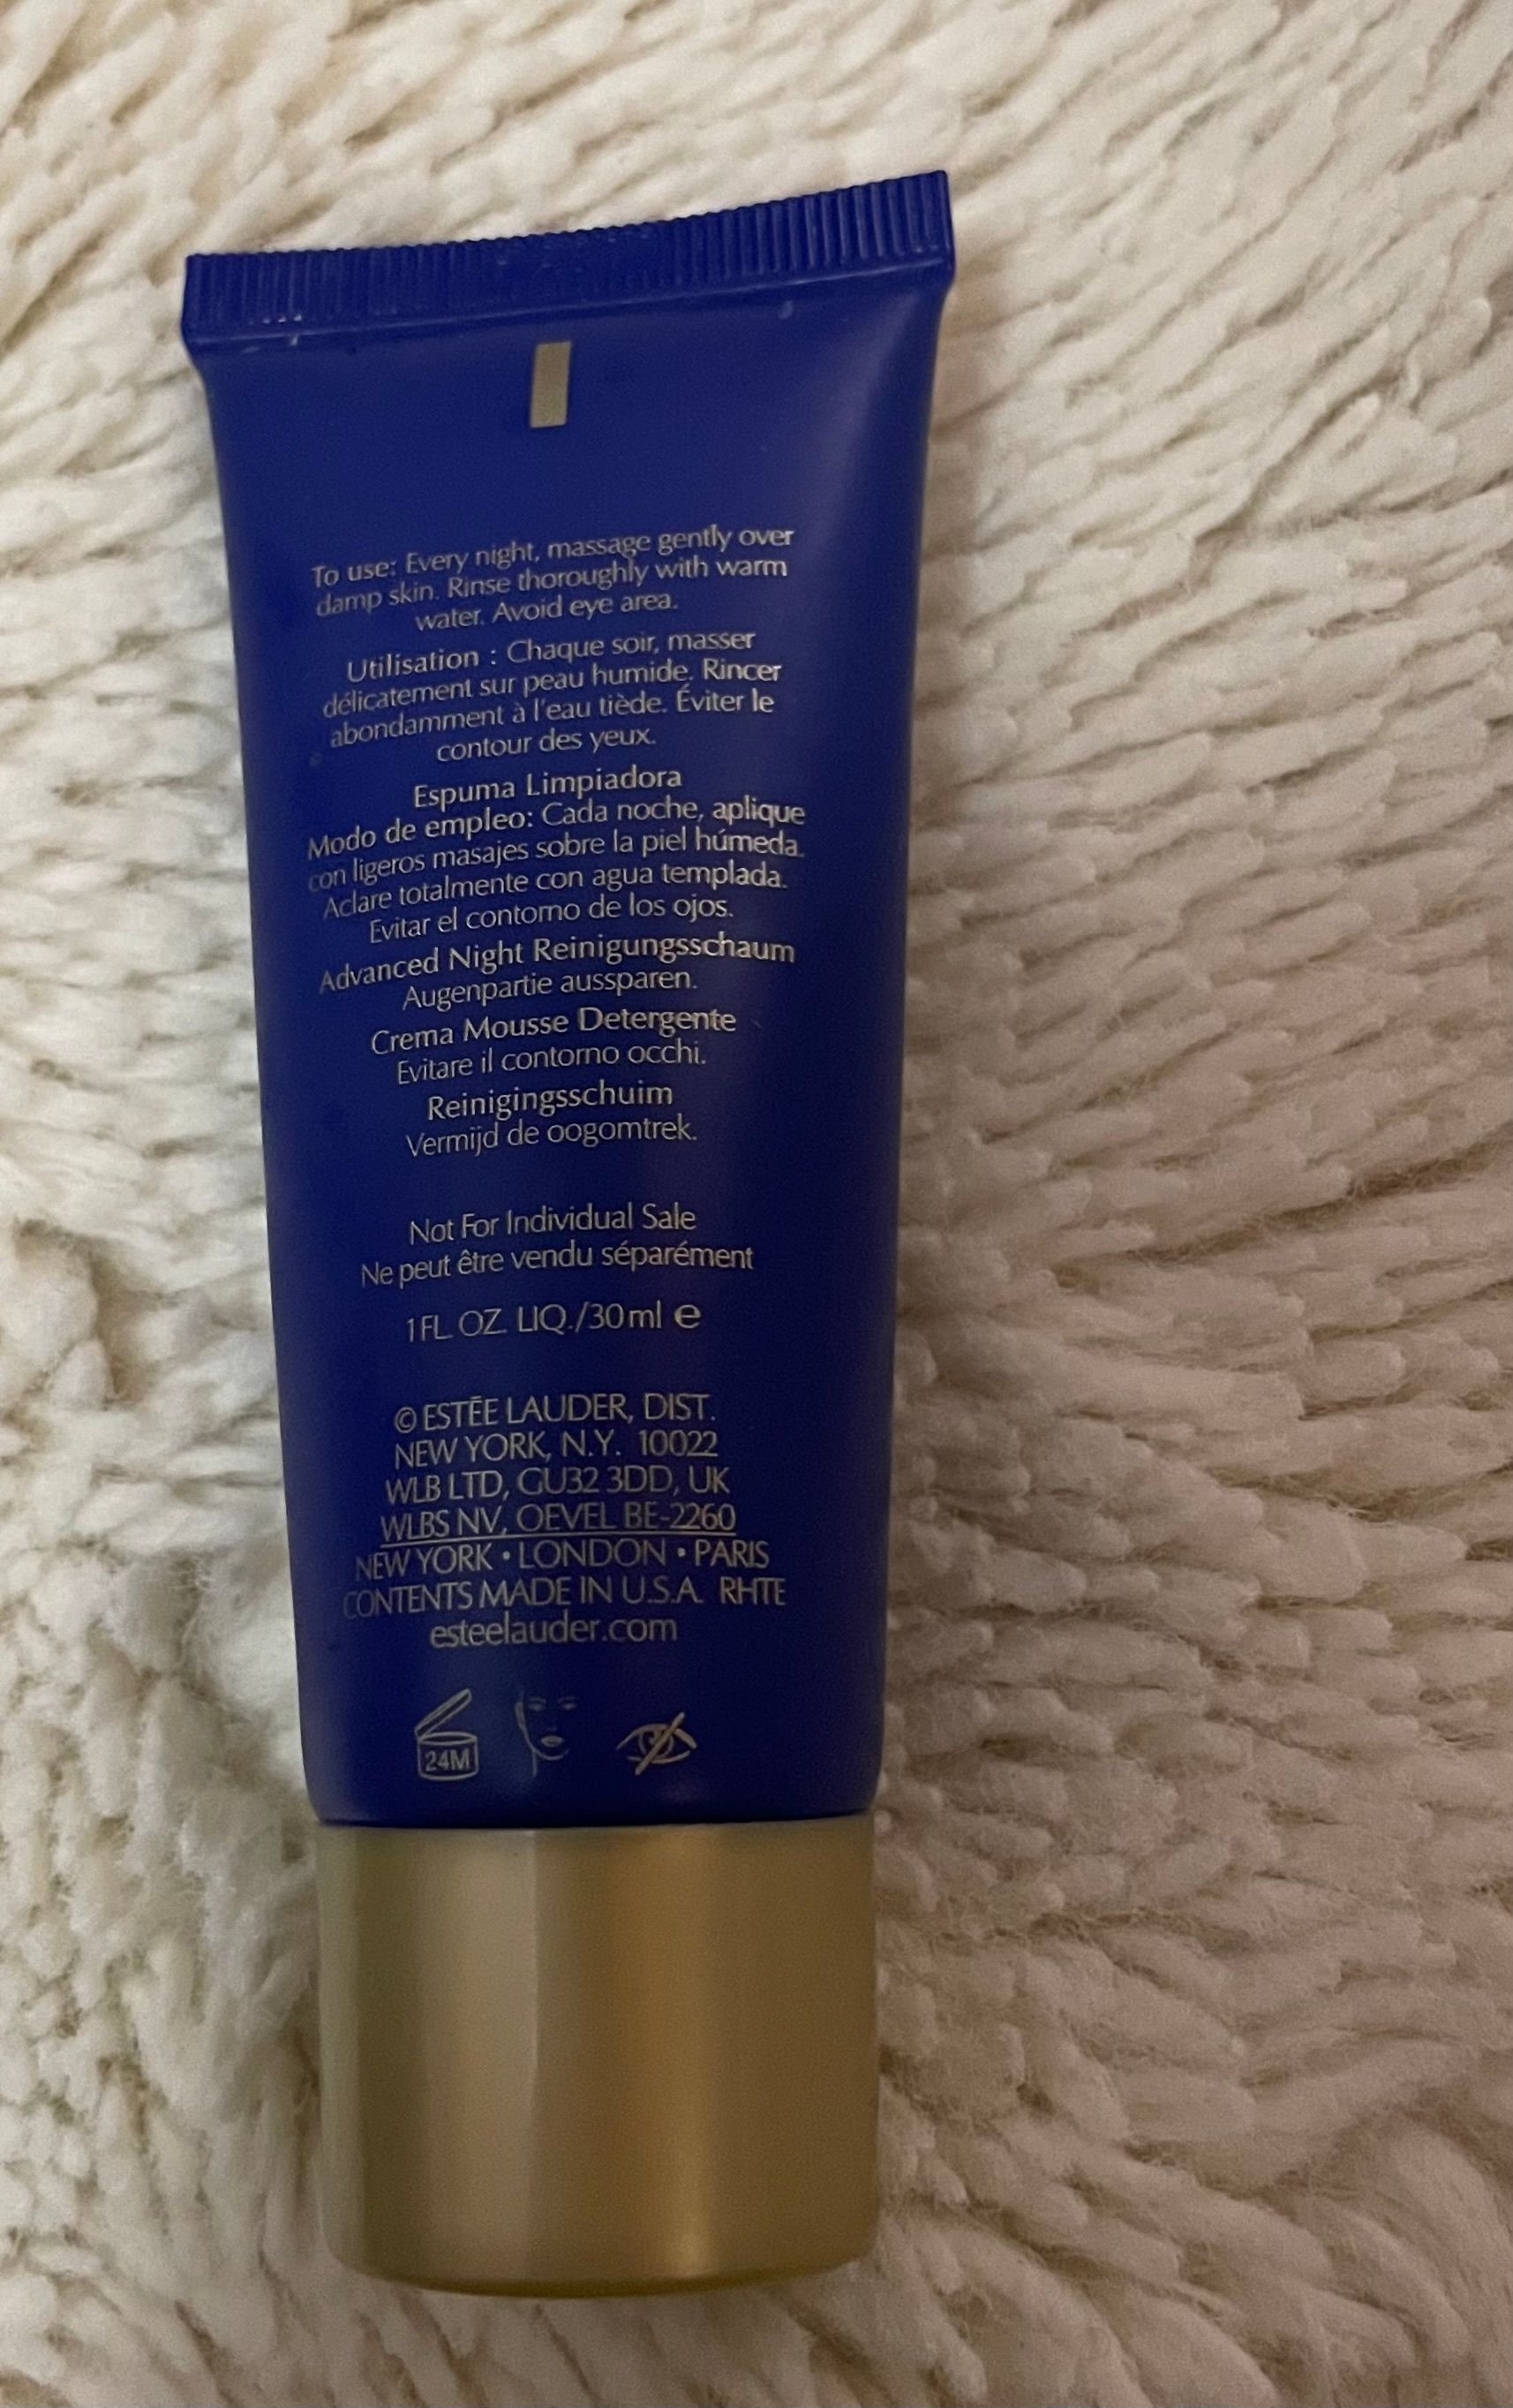 To use: Every night, massage gently over
damp skin. Rinse thoroughly with warm
water. Avoid eye area.
Utilisation : Chaque soir, masser
délicatement sur peau humide. Rincer
abondamment à l'eau tiède. Éviter le
contour des yeux.
Espuma Limpiadora
Modo de empleo: Cada noche, aplique
con ligeros masajes sobre la piel húmeda.
Aclare totalmente con agua templada.
Evitar el contorno de los ojos.
Advanced Night Reinigungsschaum
Augenpartie aussparen.
Crema Mousse Detergente
Evitare il contorno occhi.
Reinigingsschuim
Vermijd de oogomtrek.
Not For Individual Sale
Ne peut être vendu séparément
1FL. OZ. LIQ./30ml ℮
© ESTĒE LAUDER, DIST.
NEW YORK, N.Y. 10022
WLB LTD, GU32 3DD, UK
WLBS NV, OEVEL BE-2260
NEW YORK • LONDON • PARIS
CONTENTS MADE IN U.S.A. RHTE
esteelauder.com
24M